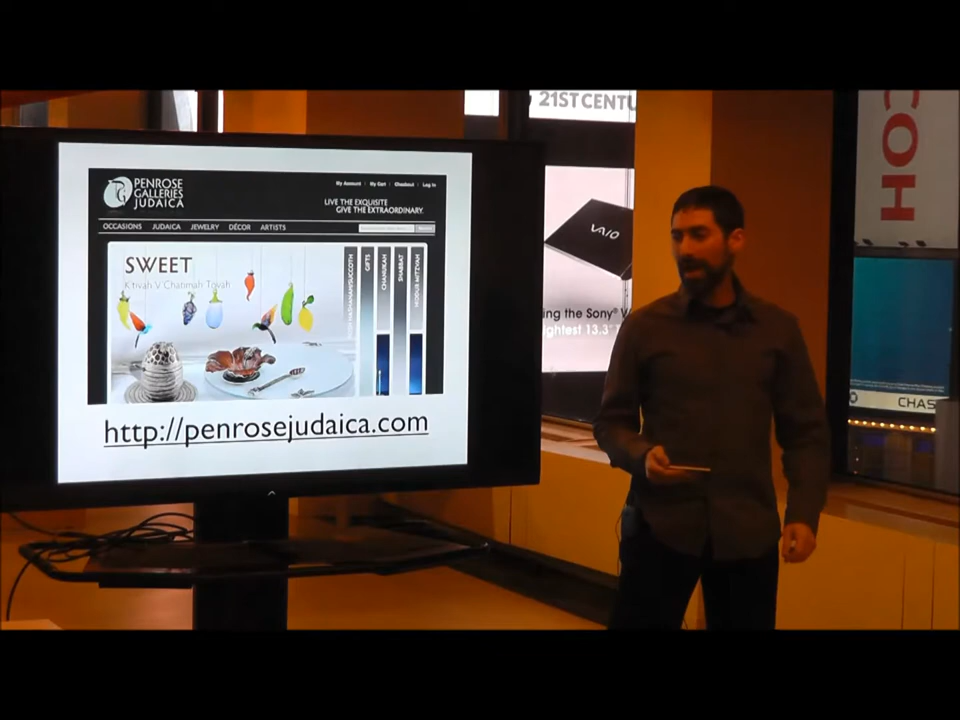 PENROSE
GALLERIES
JUDAICA
My Account | My Cart | Checkout | Log In
LIVE THE EXQUISITE
GIVE THE EXTRAORDINARY.
OCCASIONS JUDAICA JEWELRY DÉCOR ARTISTS
SWEET
K'tivah V Chatimah Tovah
GIFTS
CHANUKAH
SHABBAT
http://penrosejudaica.com
21ST CENTU
VAIO
ing the Sony® V
ghtest 13.3"
COH
CHAS